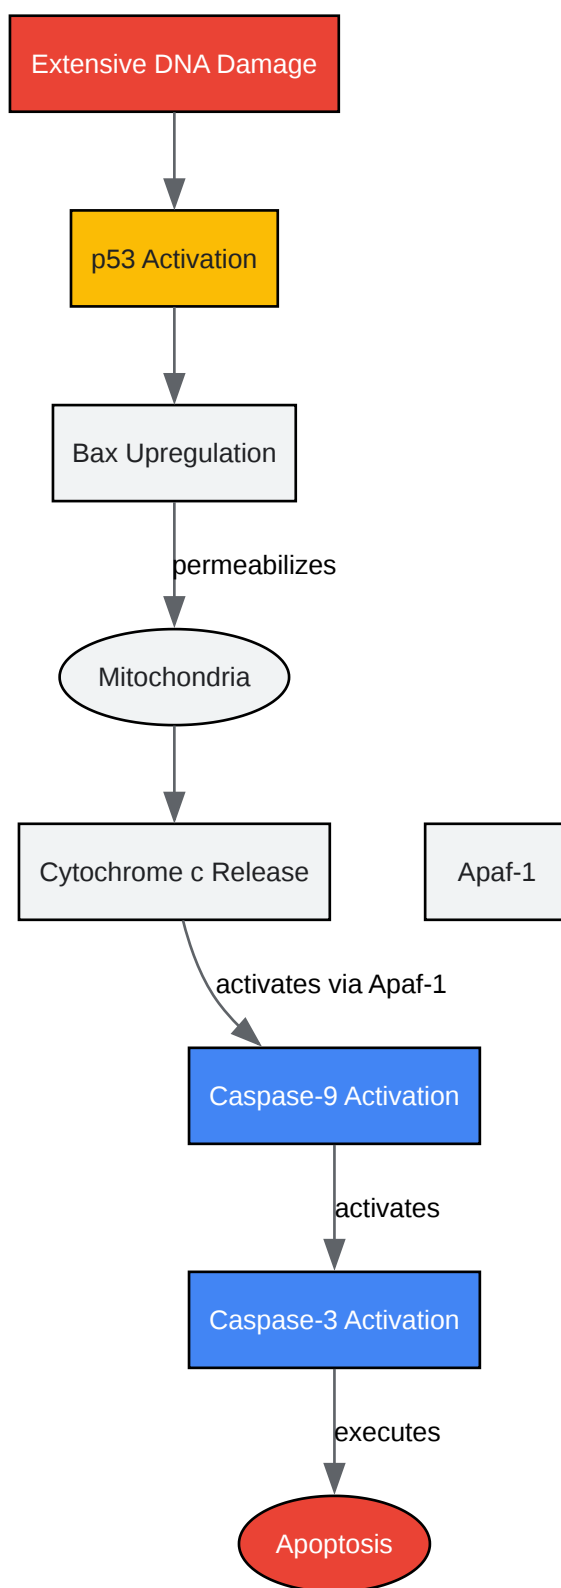 Extensive DNA Damage
p53 Activation
Bax Upregulation
permeabilizes
Mitochondria
Cytochrome c Release
Apaf-1
activates via Apaf-1
Caspase-9 Activation
activates
Caspase-3 Activation
executes
Apoptosis